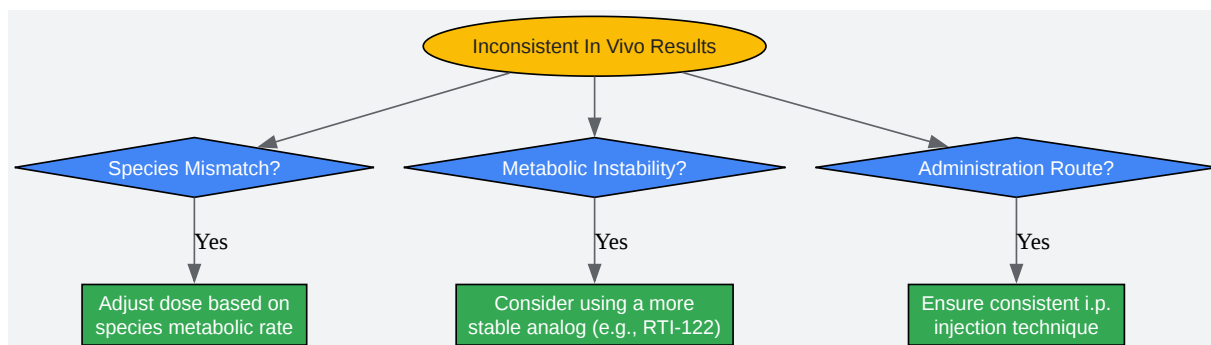 Inconsistent In Vivo Results
Species Mismatch?
Metabolic Instability?
Administration Route?
Yes
Yes
Yes
Adjust dose based on
species metabolic rate
Consider using a more
stable analog (e.g., RTI-122)
Ensure consistent i.p.
injection technique